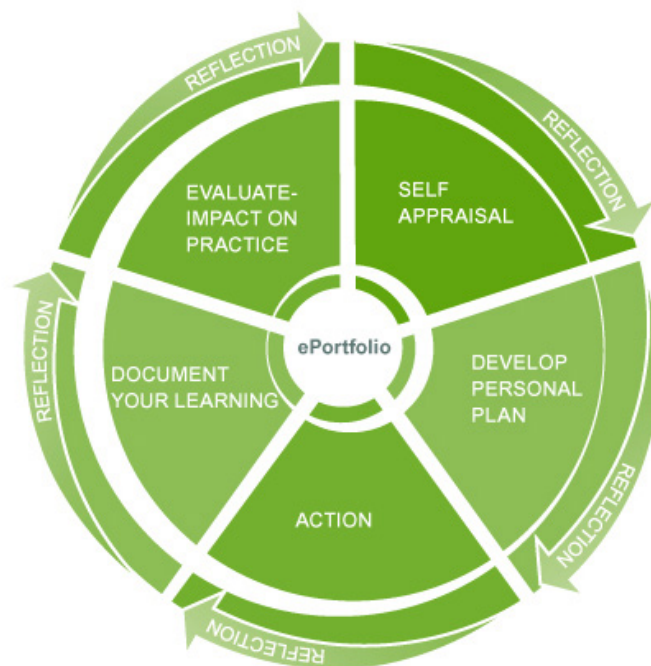 REFLECTION
REFLECTION
EVALUATE-
IMPACT ON
PRACTICE
SELF
APPRAISAL
REFLECTION
ePortfolio
DOCUMENT
YOUR LEARNING
DEVELOP
PERSONAL
PLAN
REFLECTION
ACTION
REFLECTION